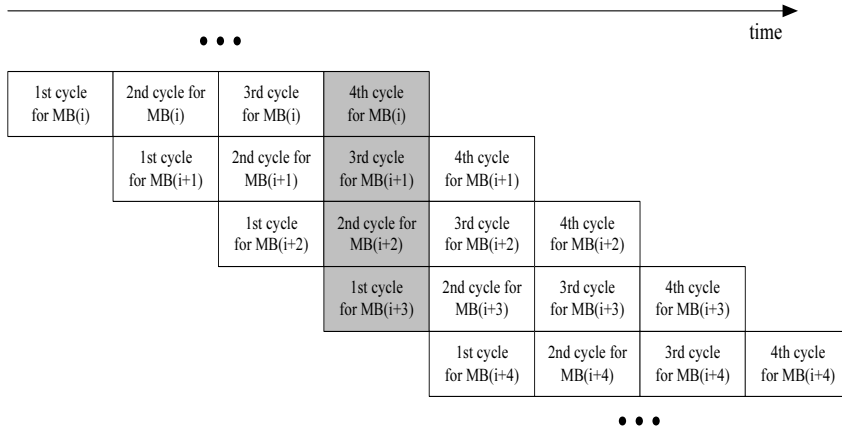 time
1st cycle
for MB(i)
2nd cycle for
MB(i)
3rd cycle
for MB(i)
4th cycle
for MB(i)
1st cycle
for MB(i+1)
2nd cycle for
MB(i+1)
3rd cycle
for MB(i+1)
4th cycle
for MB(i+1)
1st cycle
for MB(i+2)
2nd cycle for
MB(i+2)
3rd cycle
for MB(i+2)
4th cycle
for MB(i+2)
1st cycle
for MB(i+3)
2nd cycle for
MB(i+3)
3rd cycle
for MB(i+3)
4th cycle
for MB(i+3)
1st cycle
for MB(i+4)
2nd cycle for
MB(i+4)
3rd cycle
for MB(i+4)
4th cycle
for MB(i+4)